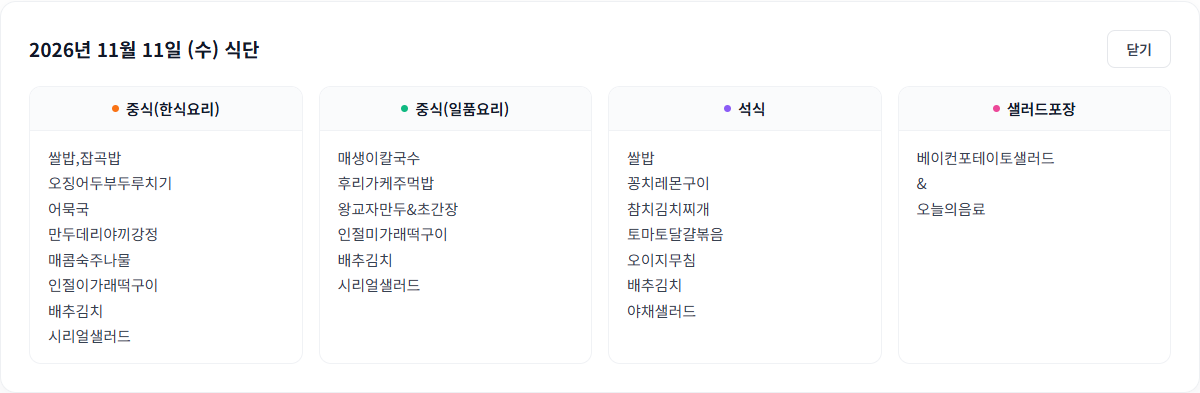 2026년 11월 11일 (수) 식단
닫기
중식(한식요리)
쌀밥,잡곡밥
오징어두부두루치기
어묵국
만두데리야끼강정
매콤숙주나물
인절이가래떡구이
배추김치
시리얼샐러드
중식(일품요리)
매생이칼국수
후리가케주먹밥
왕교자만두&초간장
인절미가래떡구이
배추김치
시리얼샐러드
석식
쌀밥
꽁치레몬구이
참치김치찌개
토마토달걀볶음
오이지무침
배추김치
야채샐러드
샐러드포장
베이컨포테이토샐러드
&
오늘의음료